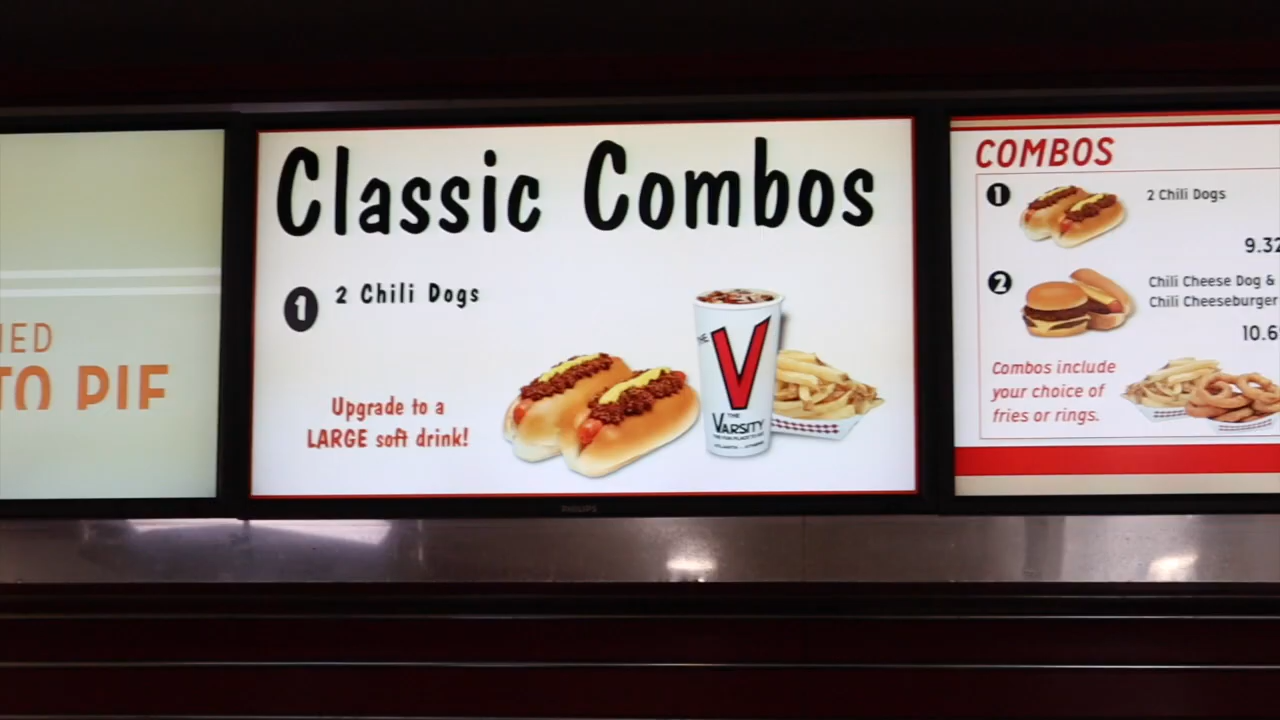 IED
TO PIE
Classic Combos
1 2 Chili Dogs
Upgrade to a
LARGE soft drink!
THE
V
THE
VARSITY
PHILIPS
COMBOS
1 2 Chili Dogs
9.32
2 Chili Cheese Dog &
Chili Cheeseburger
10.6
Combos include
your choice of
fries or rings.